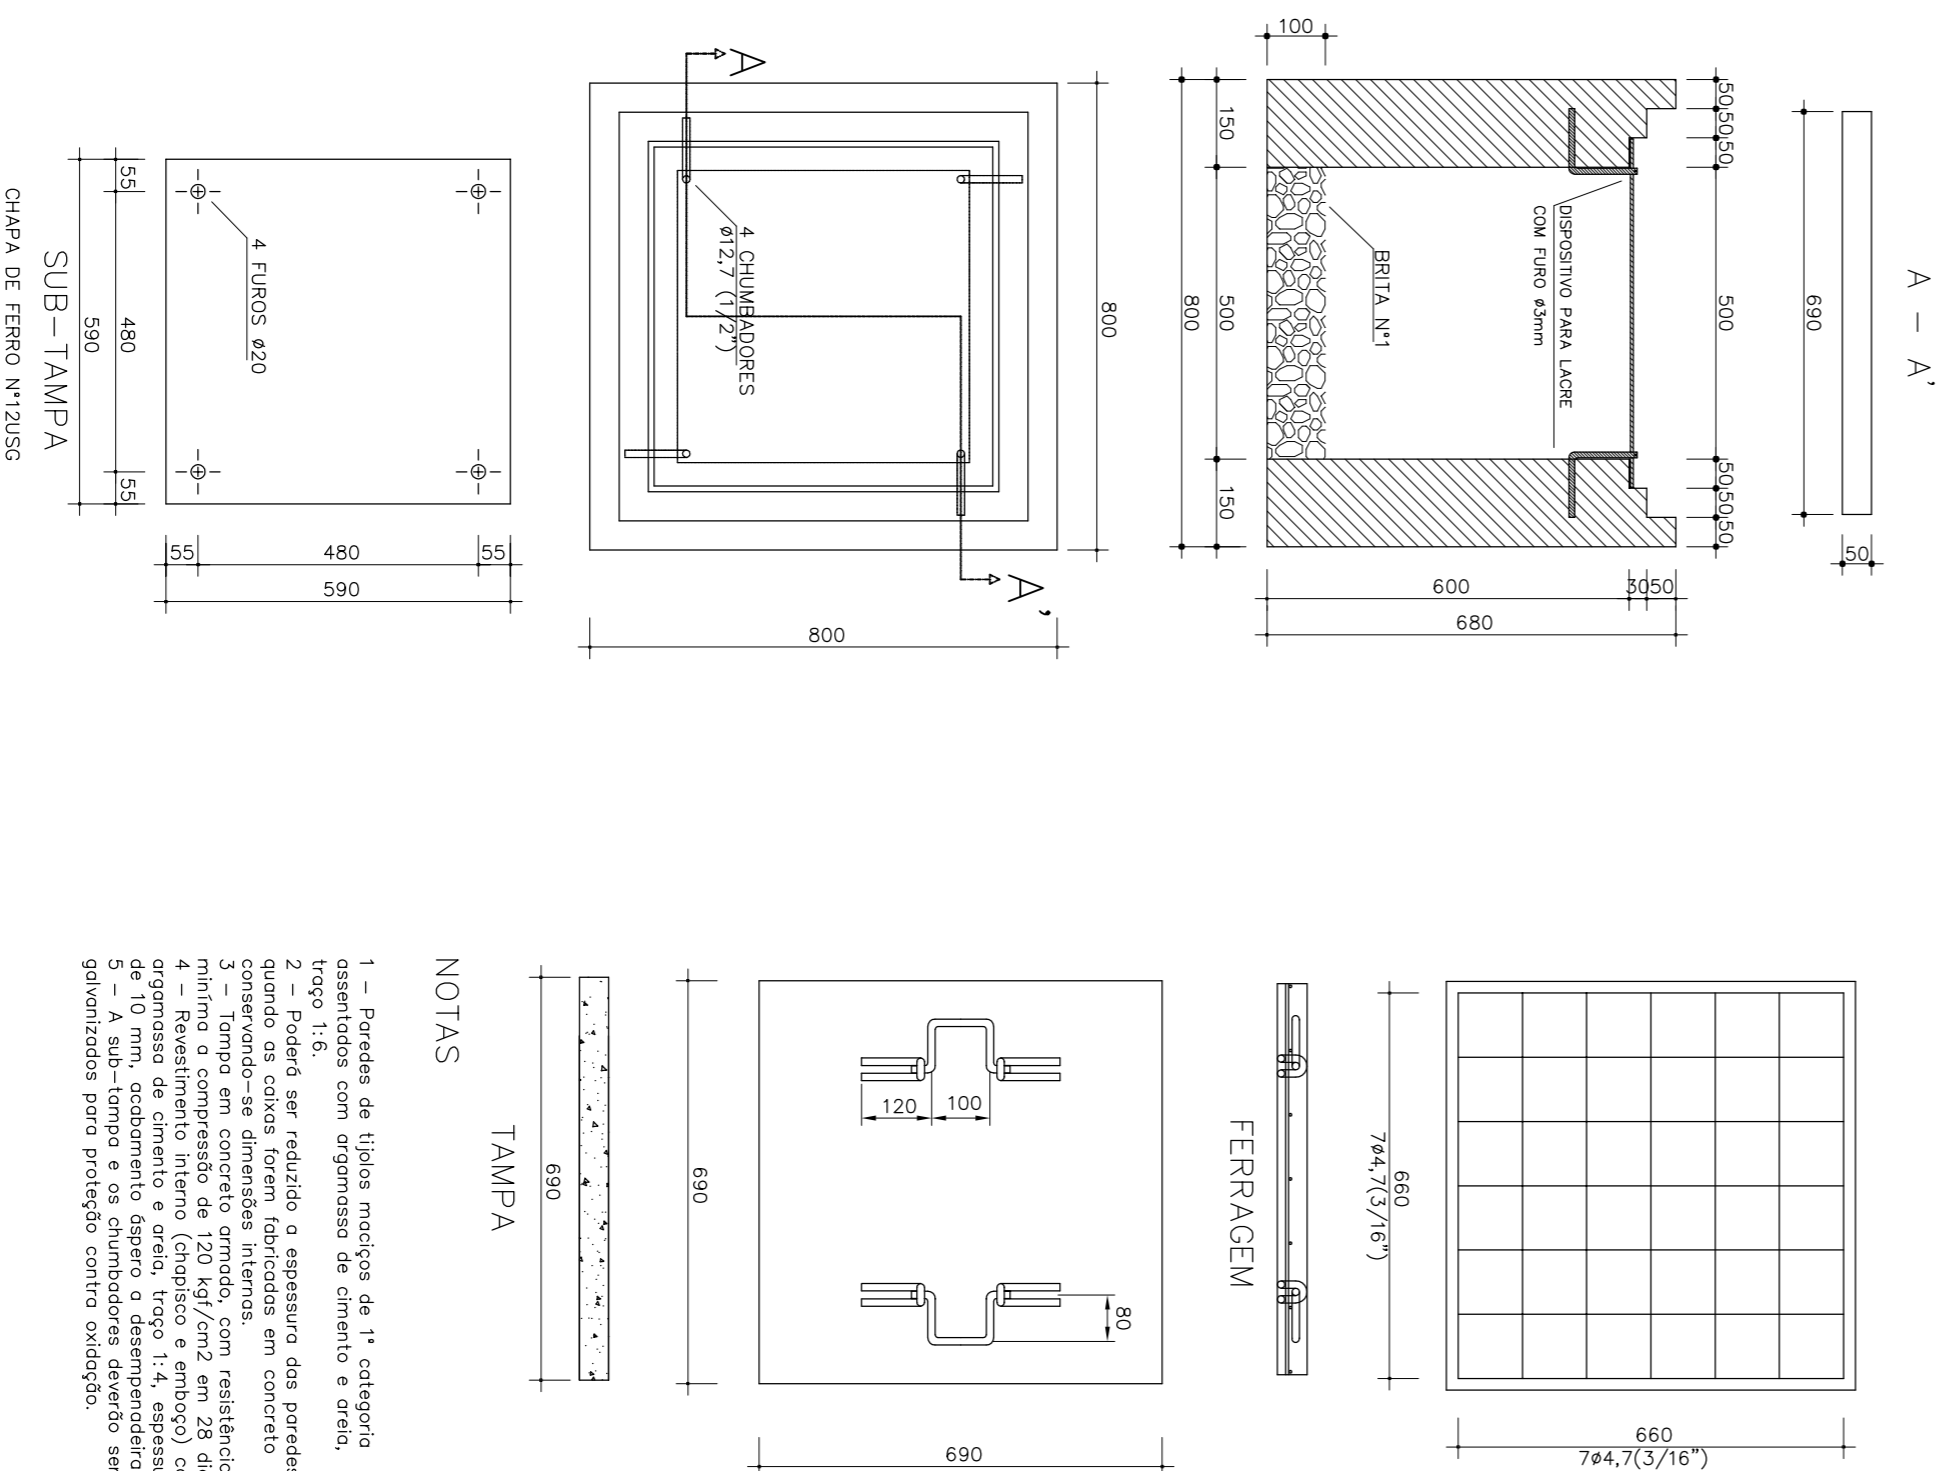 A – A'
690
50
50
50
50
500
50
50
50
DISPOSITIVO PARA LACRE
COM FURO ø3mm
BRITA N°1
100
150
500
150
800
600
30
50
680
800
A
4 CHUMBADORES
ø12,7 (1/2")
A'
800
4 FUROS ø20
55
480
55
590
55
480
55
590
SUB–TAMPA
CHAPA DE FERRO N°12USG
660
7ø4,7(3/16")
660
7ø4,7(3/16")
FERRAGEM
120
100
80
690
690
690
TAMPA
NOTAS
1 – Paredes de tijolos maciços de 1° categoria
assentados com argamassa de cimento e areia,
traço 1:6.
2 – Poderá ser reduzido a espessura das paredes
quando as caixas forem fabricadas em concreto
conservando–se dimensões internas.
3 – Tampa em concreto armado, com
miníma a compressão de 120 kgf/cm2 em 28
4 – Revestimento interno (chapisco e emboço)
argamassa de cimento e areia, traço 1:4,
de 10 mm, acabamento áspero a desempenadeira
5 – A sub–tampa e os chumbadores deverão ser
galvanizados para proteção contra oxidação.